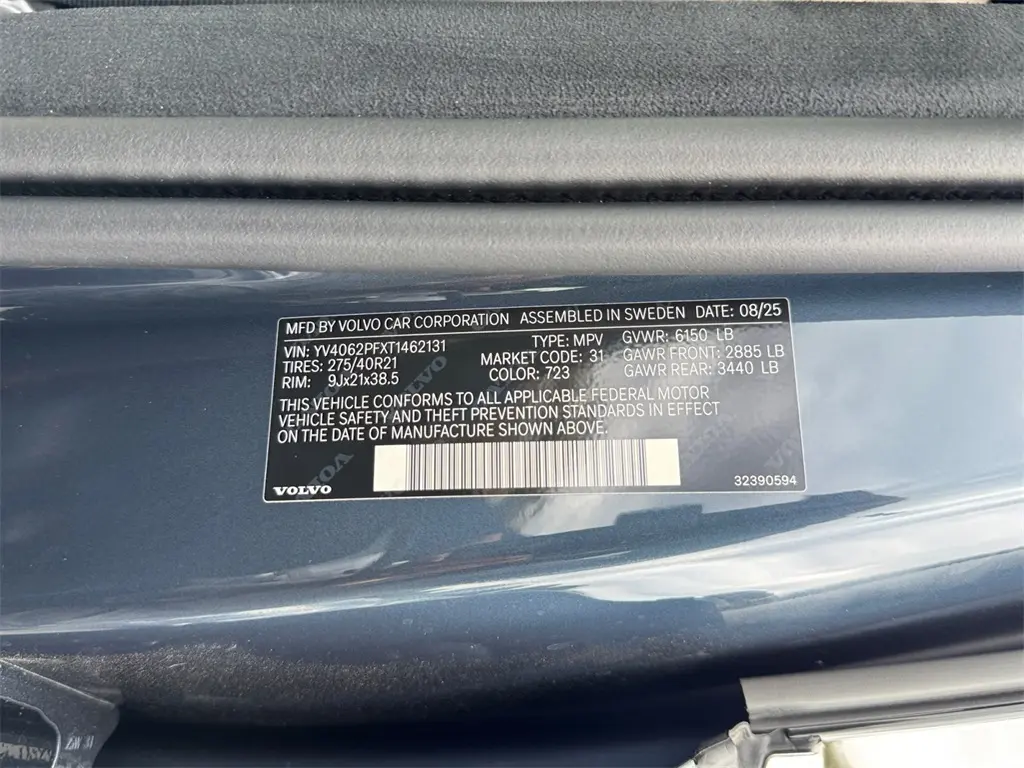 MFD BY VOLVO CAR CORPORATION ASSEMBLED IN SWEDEN DATE: 08/25
VIN: YV4062PFXT1462131 TYPE: MPV GVWR: 6150 LB
TIRES: 275/40R21 MARKET CODE: 31 GAWR FRONT: 2885 LB
RIM: 9Jx21x38.5 COLOR: 723 GAWR REAR: 3440 LB
THIS VEHICLE CONFORMS TO ALL APPLICABLE FEDERAL MOTOR
VEHICLE SAFETY AND THEFT PREVENTION STANDARDS IN EFFECT
ON THE DATE OF MANUFACTURE SHOWN ABOVE.
VOLVO 32390594